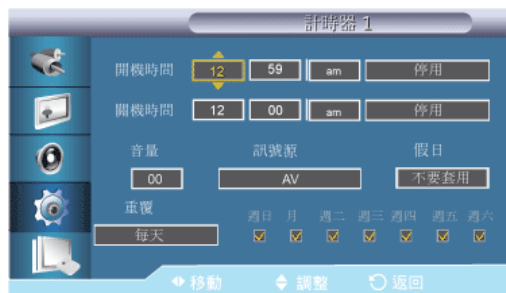 計時器 1
開機時間 12 59 am 停用
關機時間 12 00 am 停用
音量 訊號源 假日
00 AV 不要套用
重覆 週日 月 週二 週三 週四 週五 週六
每天
移動 調整 返回